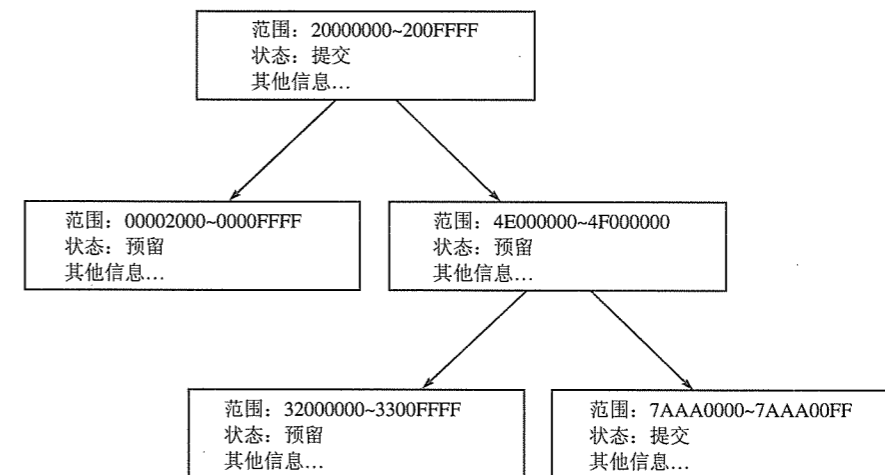 范围：20000000~200FFFF
状态：提交
其他信息…
范围：00002000~0000FFFF
状态：预留
其他信息…
范围：4E000000~4F000000
状态：预留
其他信息…
范围：32000000~3300FFFF
状态：预留
其他信息…
范围：7AAA0000~7AAA00FF
状态：提交
其他信息…